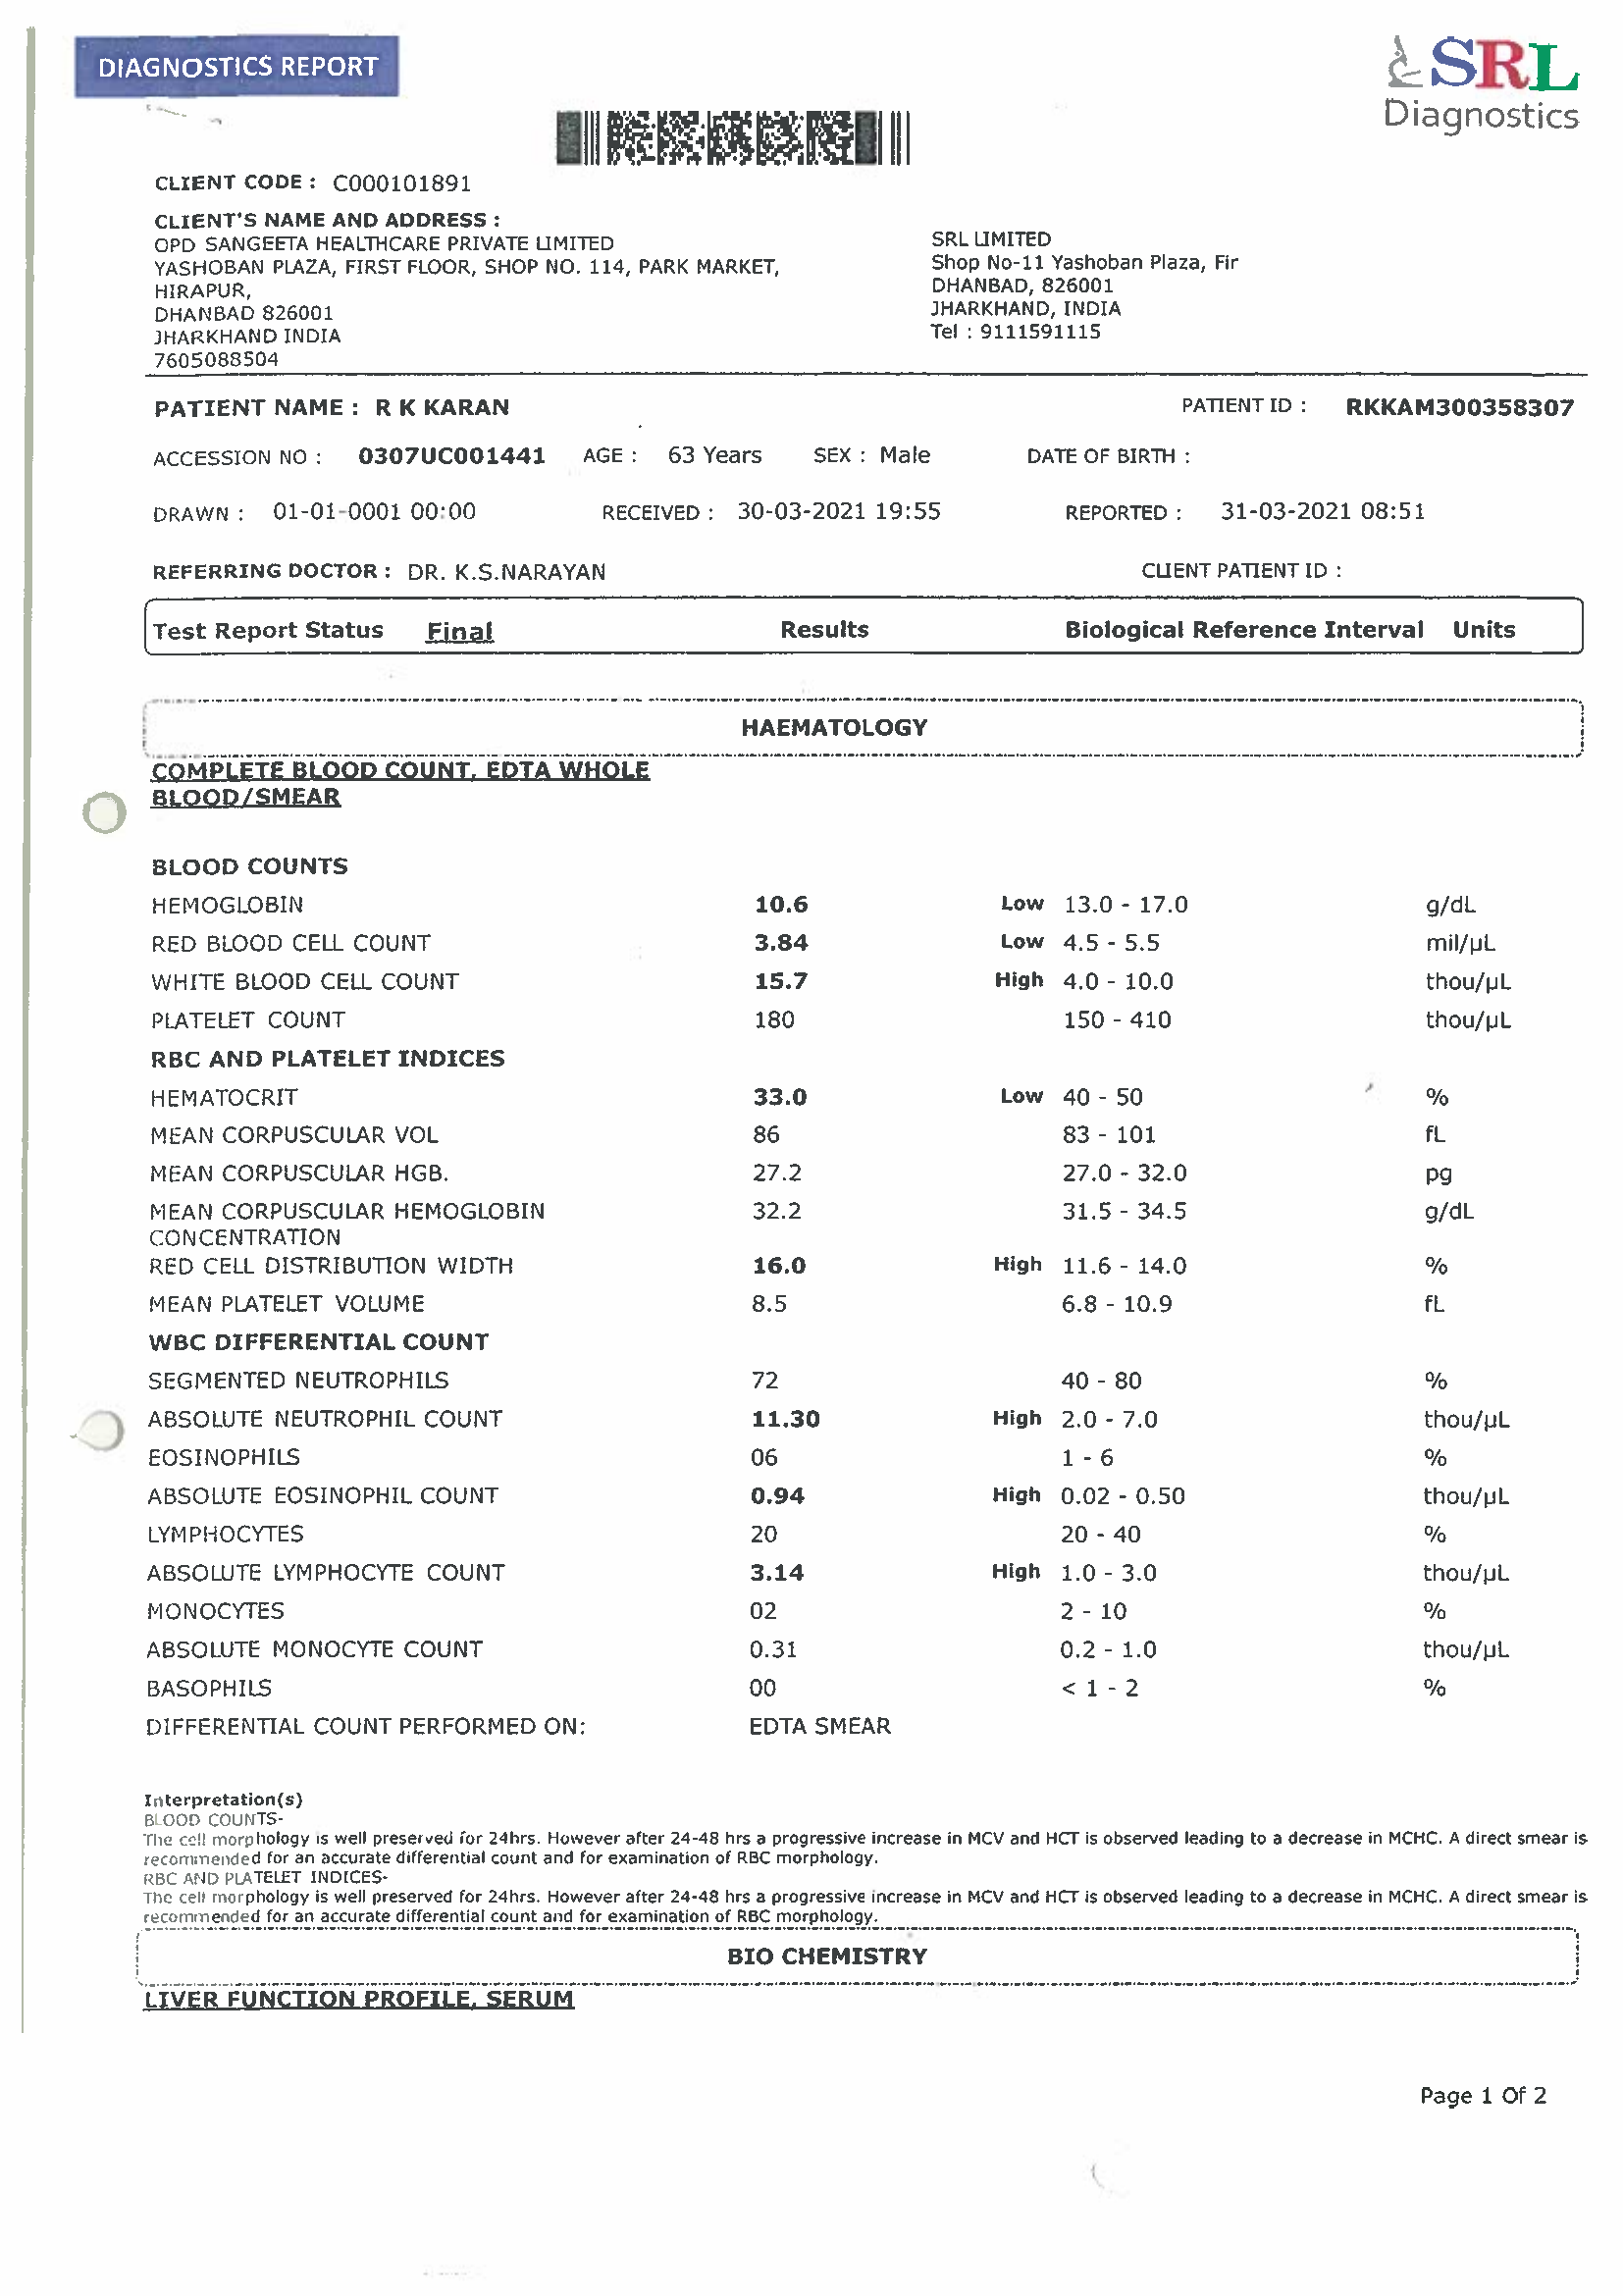 DIAGNOSTICS REPORT
SRL
Diagnostics
CLIENT CODE : C000101891
CLIENT'S NAME AND ADDRESS :
OPD SANGEETA HEALTHCARE PRIVATE LIMITED
YASHOBAN PLAZA, FIRST FLOOR, SHOP NO. 114, PARK MARKET,
HIRAPUR,
DHANBAD 826001
JHARKHAND INDIA
7605088504
SRL LIMITED
Shop No-11 Yashoban Plaza, Fir
DHANBAD, 826001
JHARKHAND, INDIA
Tel : 9111591115
PATIENT NAME : R K KARAN PATIENT ID : RKKAM300358307
ACCESSION NO : 0307UC001441 AGE : 63 Years SEX : Male DATE OF BIRTH :
DRAWN : 01-01-0001 00:00 RECEIVED : 30-03-2021 19:55 REPORTED : 31-03-2021 08:51
REFERRING DOCTOR : DR. K.S.NARAYAN CLIENT PATIENT ID :
Test Report Status Final Results Biological Reference Interval Units
HAEMATOLOGY
COMPLETE BLOOD COUNT, EDTA WHOLE
BLOOD/SMEAR
BLOOD COUNTS
HEMOGLOBIN 10.6 Low 13.0 - 17.0 g/dL
RED BLOOD CELL COUNT 3.84 Low 4.5 - 5.5 mil/µL
WHITE BLOOD CELL COUNT 15.7 High 4.0 - 10.0 thou/µL
PLATELET COUNT 180 150 - 410 thou/µL
RBC AND PLATELET INDICES
HEMATOCRIT 33.0 Low 40 - 50 %
MEAN CORPUSCULAR VOL 86 83 - 101 fL
MEAN CORPUSCULAR HGB. 27.2 27.0 - 32.0 pg
MEAN CORPUSCULAR HEMOGLOBIN 32.2 31.5 - 34.5 g/dL
CONCENTRATION
RED CELL DISTRIBUTION WIDTH 16.0 High 11.6 - 14.0 %
MEAN PLATELET VOLUME 8.5 6.8 - 10.9 fL
WBC DIFFERENTIAL COUNT
SEGMENTED NEUTROPHILS 72 40 - 80 %
ABSOLUTE NEUTROPHIL COUNT 11.30 High 2.0 - 7.0 thou/µL
EOSINOPHILS 06 1 - 6 %
ABSOLUTE EOSINOPHIL COUNT 0.94 High 0.02 - 0.50 thou/µL
LYMPHOCYTES 20 20 - 40 %
ABSOLUTE LYMPHOCYTE COUNT 3.14 High 1.0 - 3.0 thou/µL
MONOCYTES 02 2 - 10 %
ABSOLUTE MONOCYTE COUNT 0.31 0.2 - 1.0 thou/µL
BASOPHILS 00 < 1 - 2 %
DIFFERENTIAL COUNT PERFORMED ON: EDTA SMEAR
Interpretation(s)
BLOOD COUNTS-
The cell morphology is well preserved for 24hrs. However after 24-48 hrs a progressive increase in MCV and HCT is observed leading to a decrease in MCHC. A direct smear is
recommended for an accurate differential count and for examination of RBC morphology.
RBC AND PLATELET INDICES-
The cell morphology is well preserved for 24hrs. However after 24-48 hrs a progressive increase in MCV and HCT is observed leading to a decrease in MCHC. A direct smear is
recommended for an accurate differential count and for examination of RBC morphology.
BIO CHEMISTRY
LIVER FUNCTION PROFILE, SERUM
Page 1 Of 2